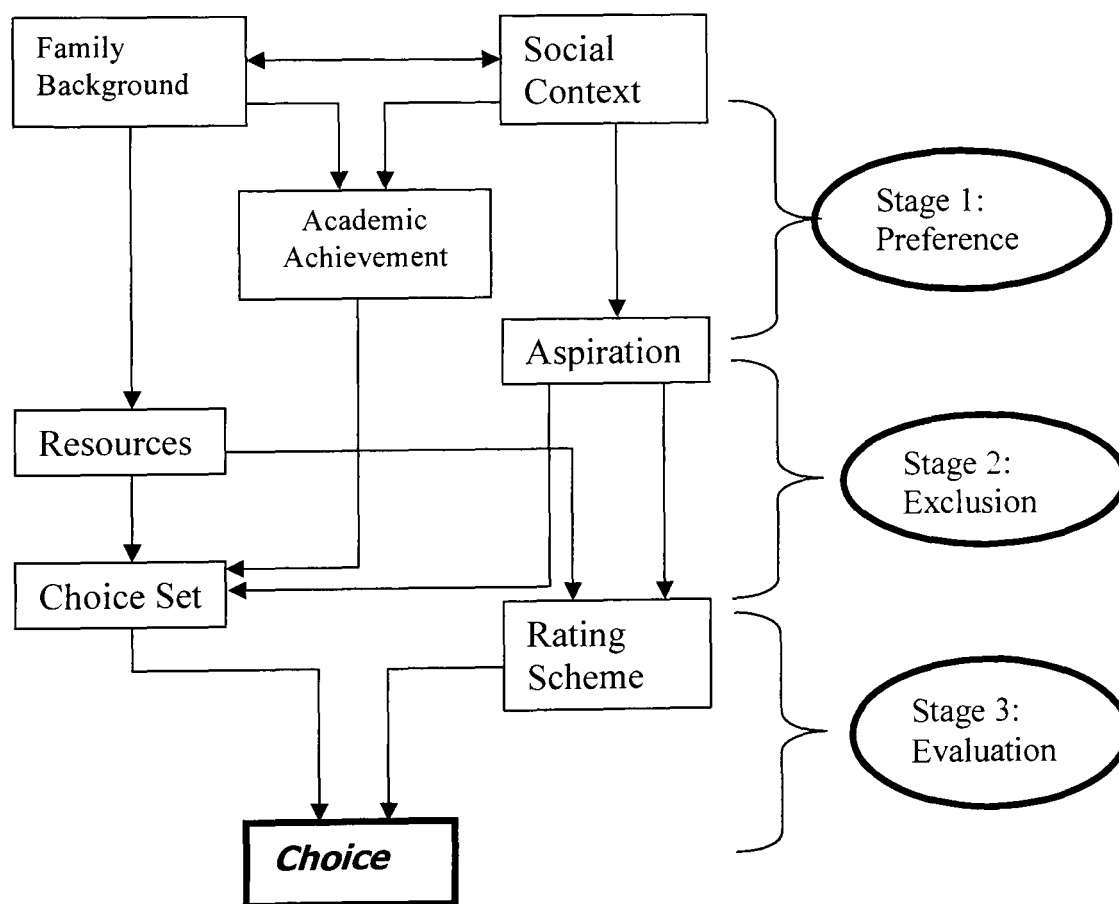 Family
Background
Social
Context
Academic
Achievement
Stage 1:
Preference
Aspiration
Resources
Stage 2:
Exclusion
Choice Set
Rating
Scheme
Stage 3:
Evaluation
Choice